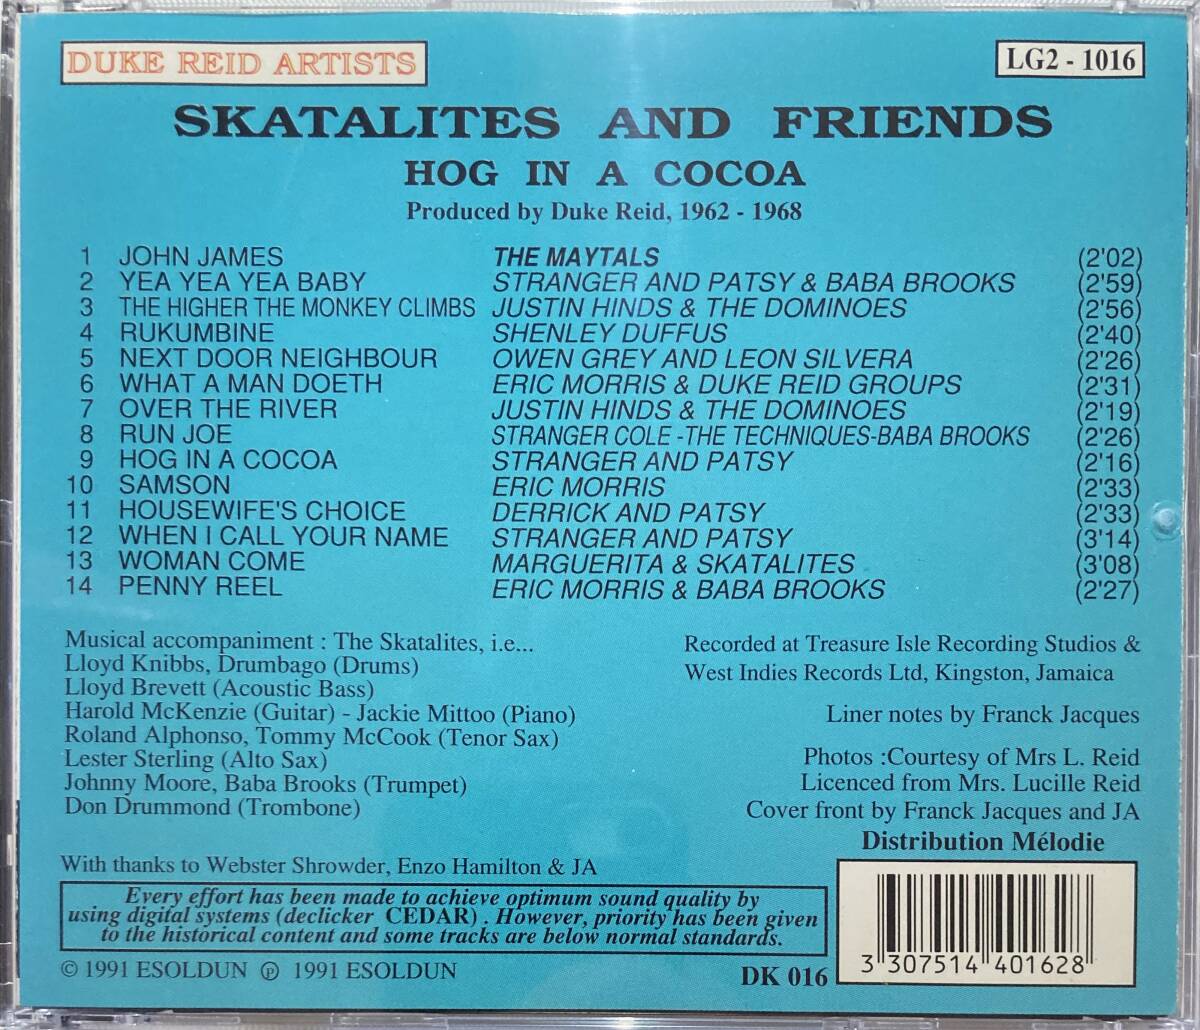 DUKE REID ARTISTS
LG2 - 1016
SKATALITES AND FRIENDS
HOG IN A COCOA
Produced by Duke Reid, 1962 - 1968
1 JOHN JAMES THE MAYTALS (2'02)
2 YEA YEA YEA BABY STRANGER AND PATSY & BABA BROOKS (2'59)
3 THE HIGHER THE MONKEY CLIMBS JUSTIN HINDS & THE DOMINOES (2'56)
4 RUKUMBINE SHENLEY DUFFUS (2'40)
5 NEXT DOOR NEIGHBOUR OWEN GREY AND LEON SILVERA (2'26)
6 WHAT A MAN DOETH ERIC MORRIS & DUKE REID GROUPS (2'31)
7 OVER THE RIVER JUSTIN HINDS & THE DOMINOES (2'19)
8 RUN JOE STRANGER COLE -THE TECHNIQUES-BABA BROOKS (2'26)
9 HOG IN A COCOA STRANGER AND PATSY (2'16)
10 SAMSON ERIC MORRIS (2'33)
11 HOUSEWIFE'S CHOICE DERRICK AND PATSY (2'33)
12 WHEN I CALL YOUR NAME STRANGER AND PATSY (3'14)
13 WOMAN COME MARGUERITA & SKATALITES (3'08)
14 PENNY REEL ERIC MORRIS & BABA BROOKS (2'27)
Musical accompaniment : The Skatalites, i.e...
Lloyd Knibbs, Drumbago (Drums)
Lloyd Brevett (Acoustic Bass)
Harold McKenzie (Guitar) - Jackie Mittoo (Piano)
Roland Alphonso, Tommy McCook (Tenor Sax)
Lester Sterling (Alto Sax)
Johnny Moore, Baba Brooks (Trumpet)
Don Drummond (Trombone)
Recorded at Treasure Isle Recording Studios &
West Indies Records Ltd, Kingston, Jamaica
Liner notes by Franck Jacques
Photos :Courtesy of Mrs L. Reid
Licenced from Mrs. Lucille Reid
Cover front by Franck Jacques and JA
Distribution Mélodie
With thanks to Webster Shrowder, Enzo Hamilton & JA
Every effort has been made to achieve optimum sound quality by
using digital systems (declicker CEDAR) . However, priority has been given
to the historical content and some tracks are below normal standards.
© 1991 ESOLDUN ℗ 1991 ESOLDUN
DK 016
3 307514 401628